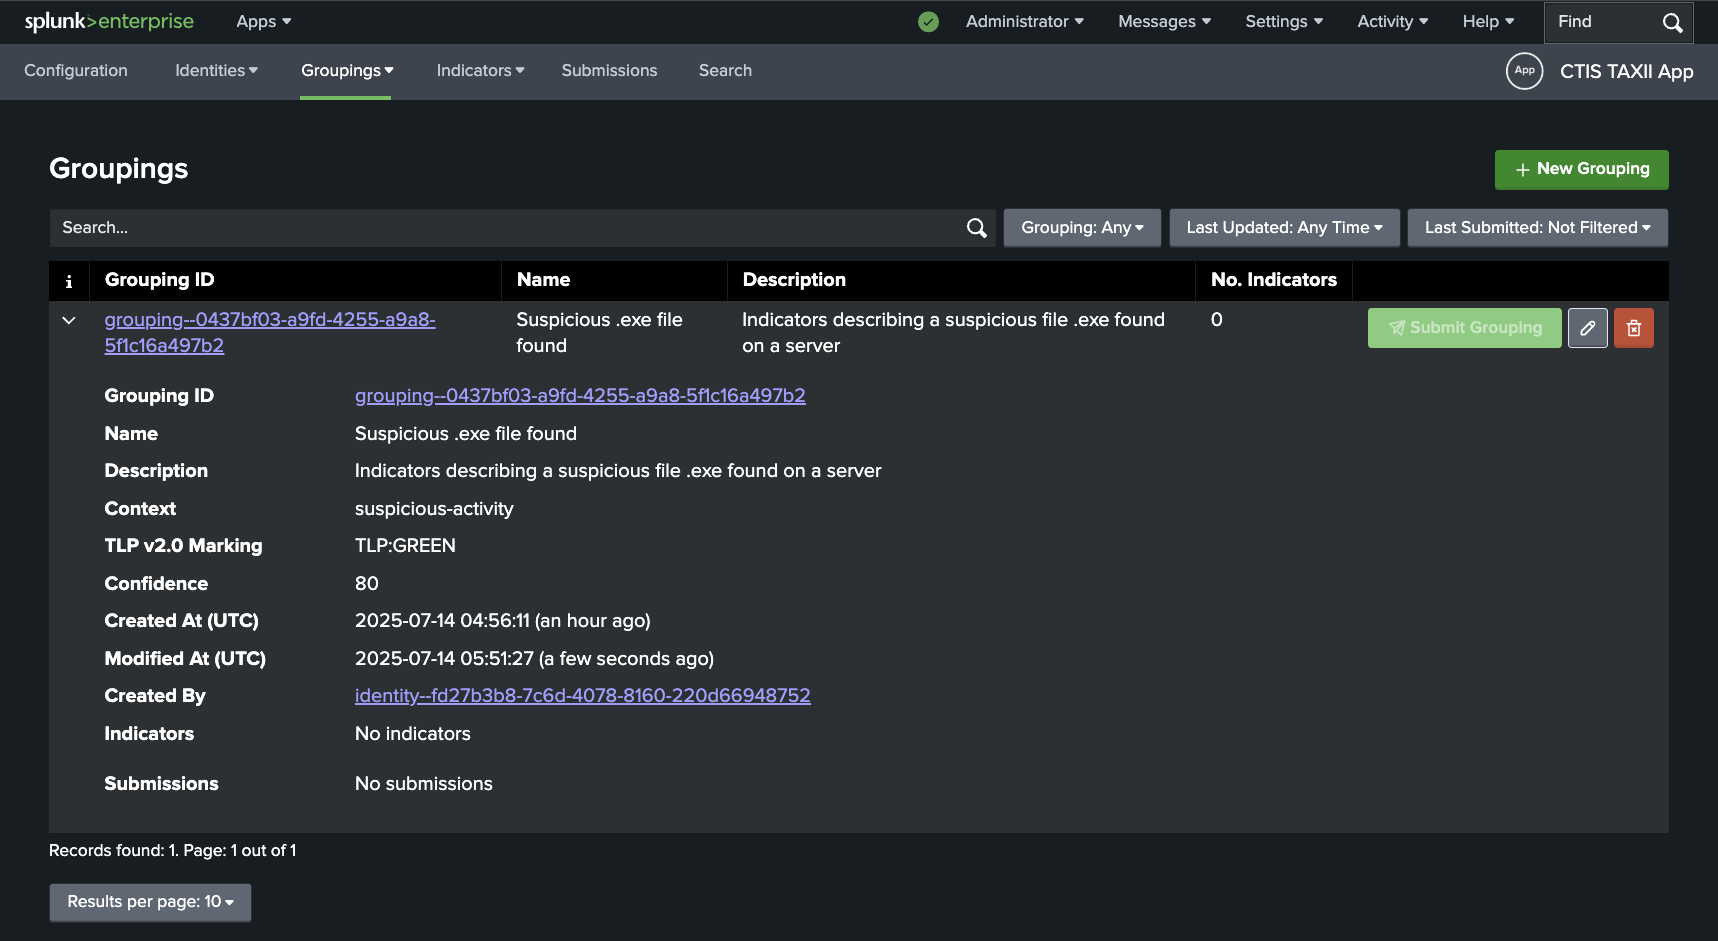 splunk>enterprise Apps Administrator Messages Settings Activity Help Find
Configuration Identities Groupings Indicators Submissions Search App CTIS TAXII App
Groupings
+ New Grouping
Search... Grouping: Any Last Updated: Any Time Last Submitted: Not Filtered
i Grouping ID Name Description No. Indicators
grouping--0437bf03-a9fd-4255-a9a8- Suspicious .exe file Indicators describing a suspicious file .exe found 0 Submit Grouping
5f1c16a497b2 found on a server
Grouping ID grouping--0437bf03-a9fd-4255-a9a8-5f1c16a497b2
Name Suspicious .exe file found
Description Indicators describing a suspicious file .exe found on a server
Context suspicious-activity
TLP v2.0 Marking TLP:GREEN
Confidence 80
Created At (UTC) 2025-07-14 04:56:11 (an hour ago)
Modified At (UTC) 2025-07-14 05:51:27 (a few seconds ago)
Created By identity--fd27b3b8-7c6d-4078-8160-220d66948752
Indicators No indicators
Submissions No submissions
Records found: 1. Page: 1 out of 1
Results per page: 10